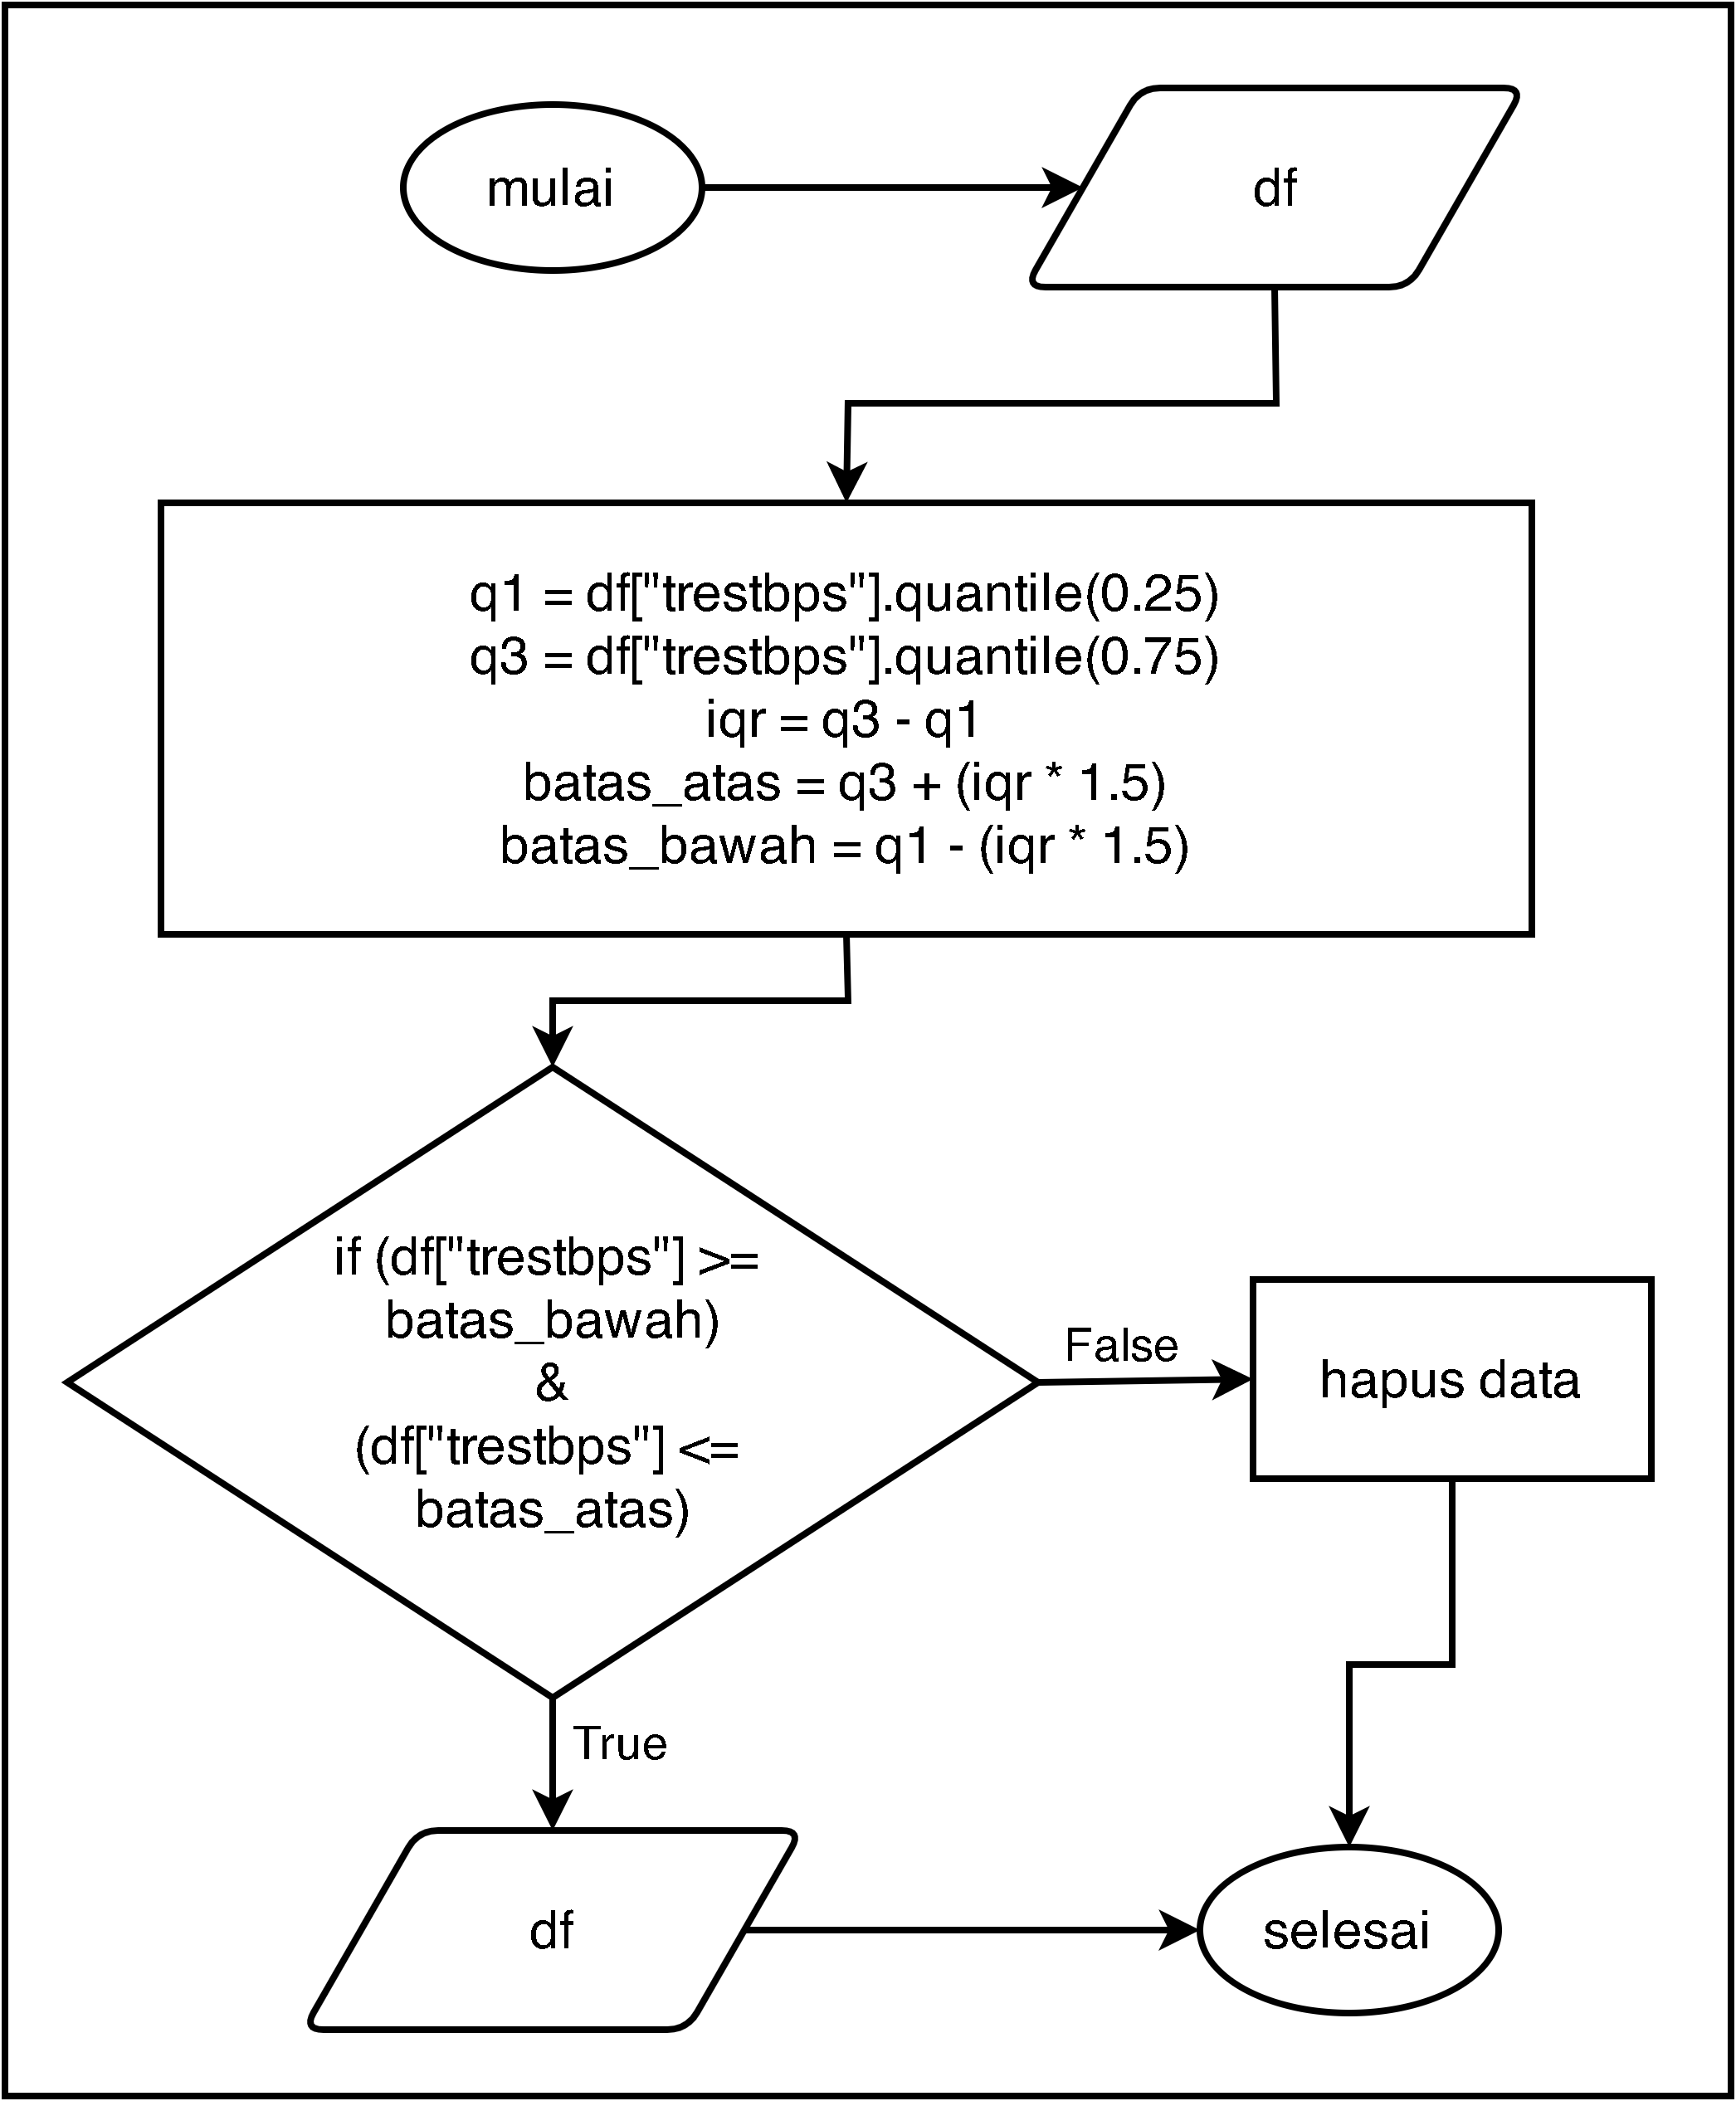 mulai
df
q1 = df["trestbps"].quantile(0.25)
q3 = df["trestbps"].quantile(0.75)
iqr = q3 - q1
batas_atas = q3 + (iqr * 1.5)
batas_bawah = q1 - (iqr * 1.5)
if (df["trestbps"] >=
batas_bawah)
&
(df["trestbps"] <=
batas_atas)
False
hapus data
True
df
selesai